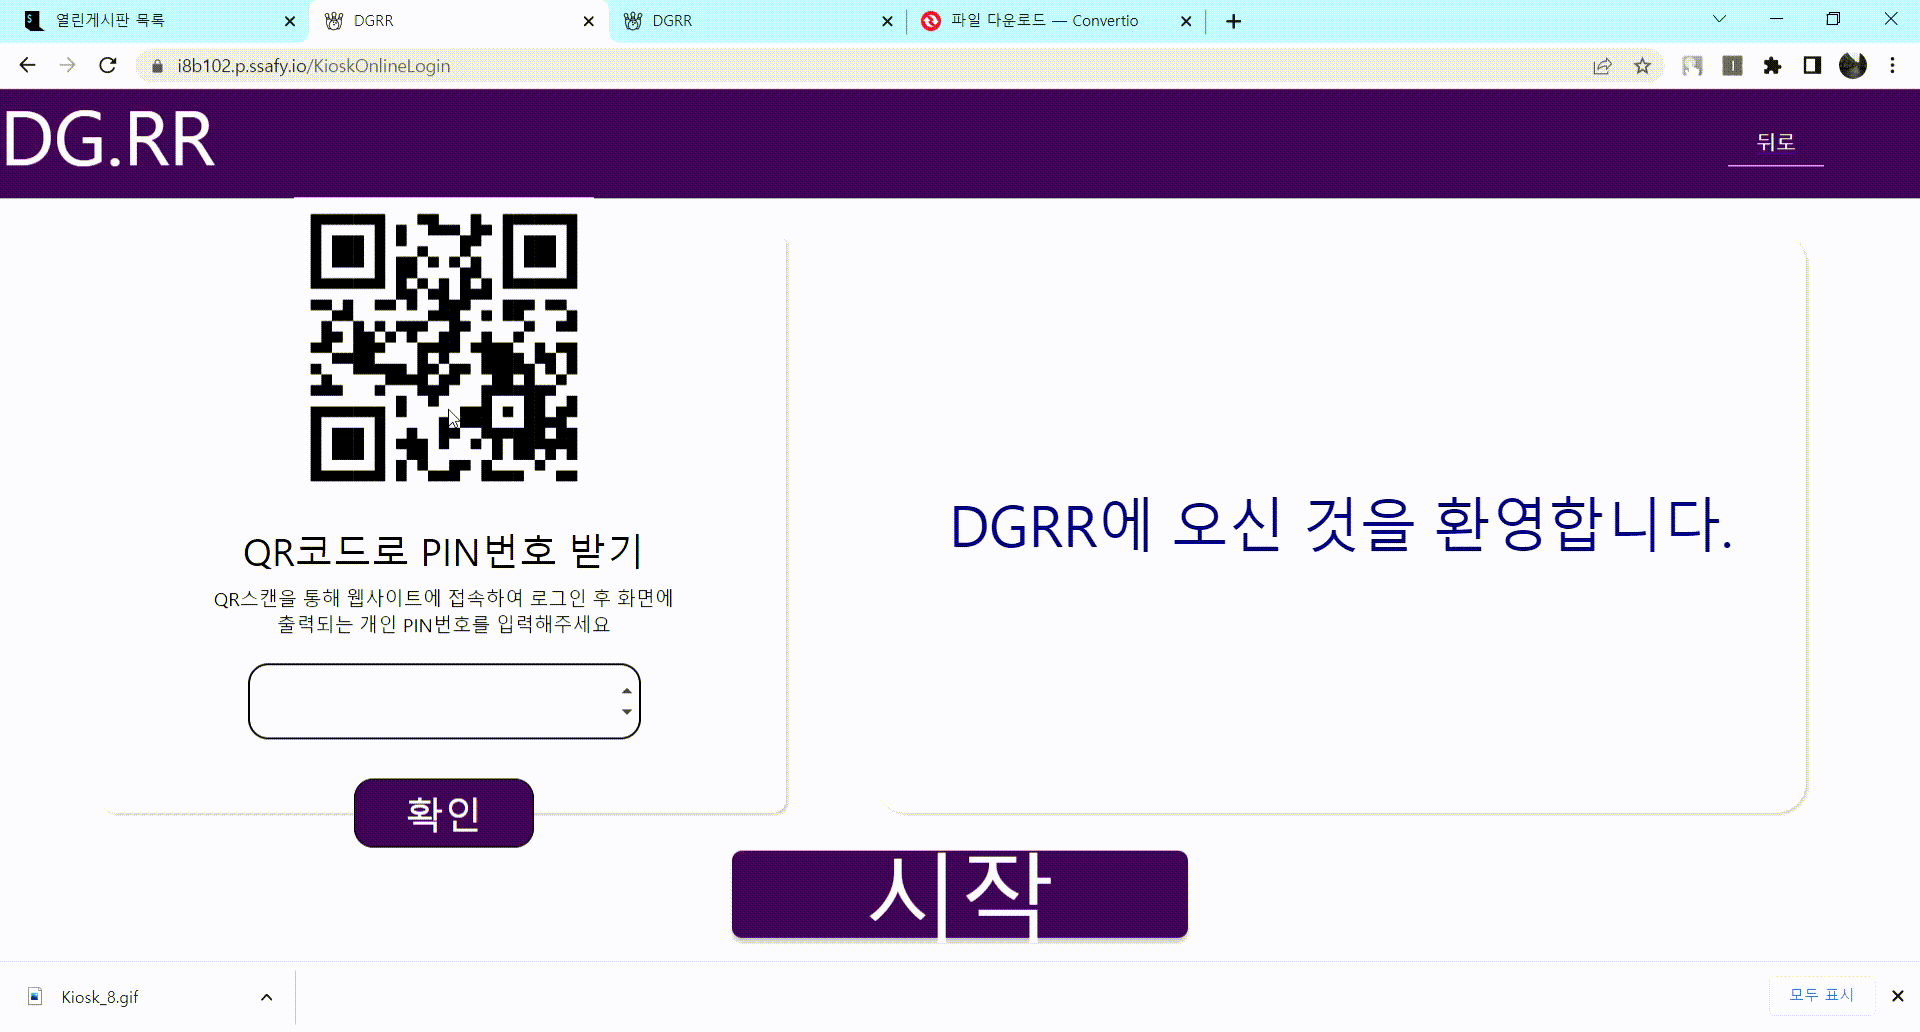 열린게시판 목록
DGRR
DGRR
파일 다운로드 — Convertio
i8b102.p.ssafy.io/KioskOnlineLogin
DG.RR
뒤로
QR코드로 PIN번호 받기
QR스캔을 통해 웹사이트에 접속하여 로그인 후 화면에
출력되는 개인 PIN번호를 입력해주세요
확인
DGRR에 오신 것을 환영합니다.
시작
Kiosk_8.gif
모두 표시